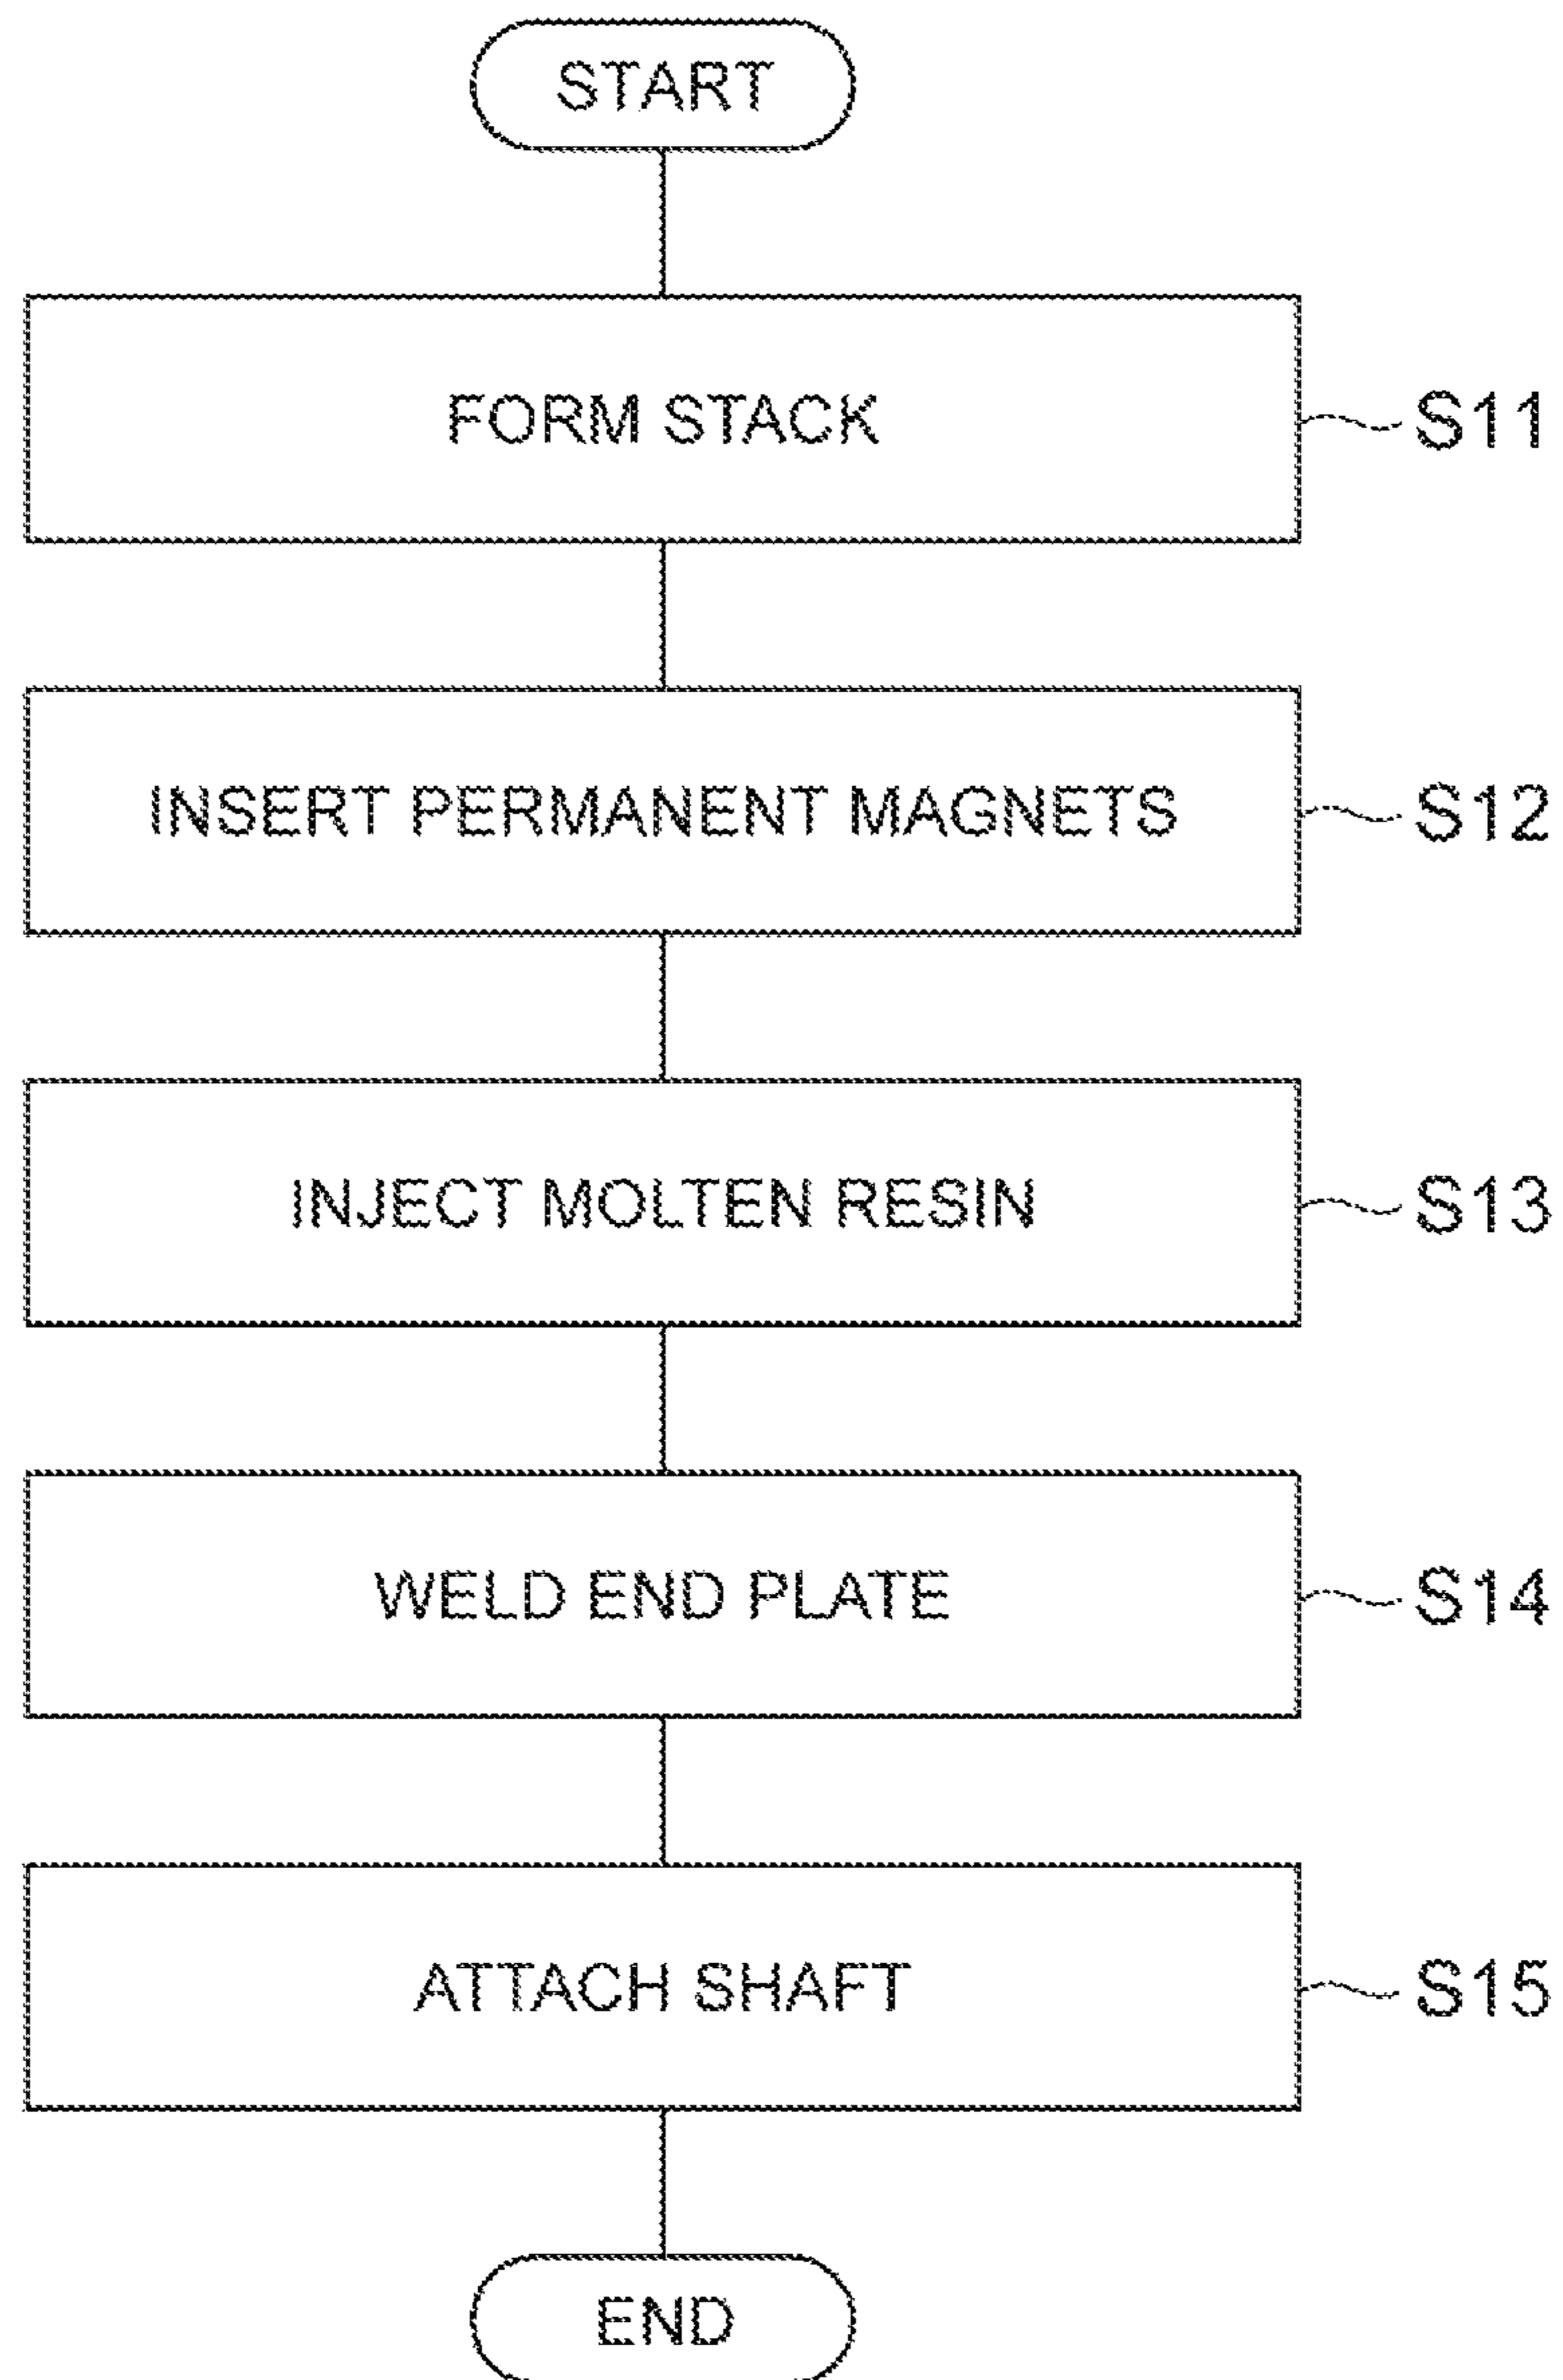 START
FORM STACK
S11
INSERT PERMANENT MAGNETS
S12
INJECT MOLTEN RESIN
S13
WELD END PLATE
S14
ATTACH SHAFT
S15
END